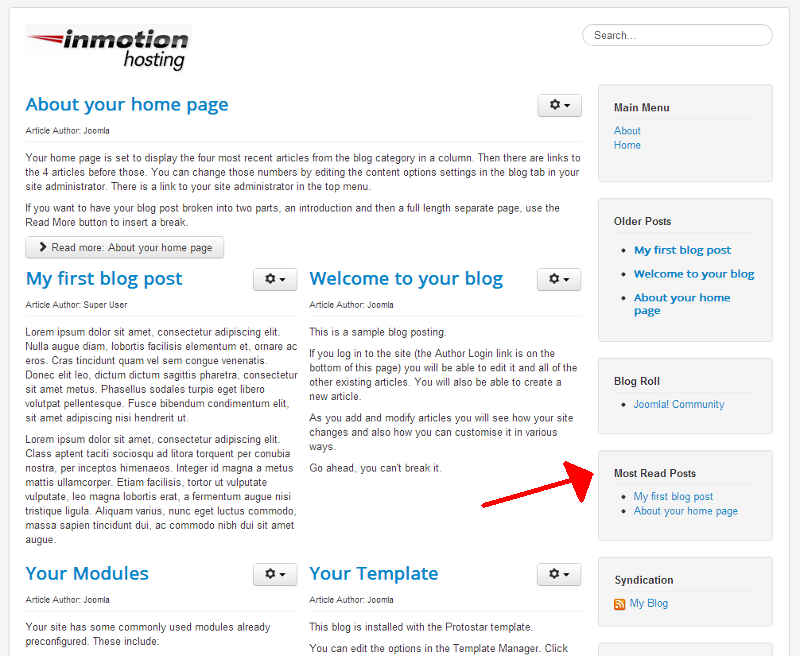 inmotion
hosting
Search...
About your home page
Article Author: Joomla
Your home page is set to display the four most recent articles from the blog category in a column. Then there are links to
the 4 articles before those. You can change those numbers by editing the content options settings in the blog tab in your
site administrator. There is a link to your site administrator in the top menu.
If you want to have your blog post broken into two parts, an introduction and then a full length separate page, use the
Read More button to insert a break.
Read more: About your home page
My first blog post
Article Author: Super User
Lorem ipsum dolor sit amet, consectetur adipiscing elit.
Nulla augue diam, lobortis facilisis elementum et, ornare ac
eros. Cras tincidunt quam vel sem congue venenatis.
Donec elit leo, dictum dictum sagittis pharetra, consectetur
sit amet metus. Phasellus sodales turpis eget libero
volutpat pellentesque. Fusce bibendum condimentum elit,
sit amet adipiscing nisi hendrerit ut.
Lorem ipsum dolor sit amet, consectetur adipiscing elit.
Class aptent taciti sociosqu ad litora torquent per conubia
nostra, per inceptos himenaeos. Integer id magna a metus
mattis ullamcorper. Etiam facilisis, tortor ut vulputate
vulputate, leo magna lobortis erat, a fermentum augue nisi
tristique ligula. Aliquam varius, nunc eget luctus commodo,
massa sapien tincidunt dui, ac commodo nibh dui sit amet
augue.
Welcome to your blog
Article Author: Joomla
This is a sample blog posting.
If you log in to the site (the Author Login link is on the
bottom of this page) you will be able to edit it and all of the
other existing articles. You will also be able to create a
new article.
As you add and modify articles you will see how your site
changes and also how you can customise it in various
ways.
Go ahead, you can't break it.
Your Modules
Article Author: Joomla
Your site has some commonly used modules already
preconfigured. These include:
Your Template
Article Author: Joomla
This blog is installed with the Protostar template.
You can edit the options in the Template Manager. Click
Main Menu
About
Home
Older Posts
My first blog post
Welcome to your blog
About your home
page
Blog Roll
Joomla! Community
Most Read Posts
My first blog post
About your home page
Syndication
My Blog